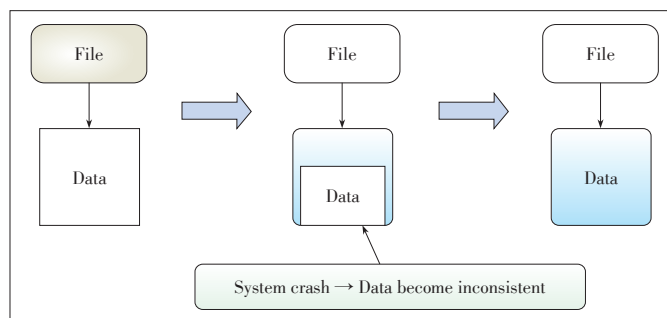 File
File
File
Data
Data
Data
System crash → Data become inconsistent